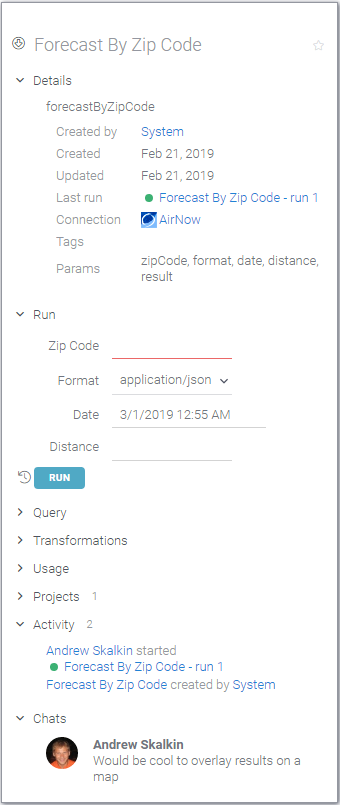 Forecast By Zip Code
Details
forecastByZipCode
Created by System
Created Feb 21, 2019
Updated Feb 21, 2019
Last run Forecast By Zip Code - run 1
Connection AirNow
Tags
Params zipCode, format, date, distance,
result
Run
Zip Code
Format application/json
Date 3/1/2019 12:55 AM
Distance
RUN
Query
Transformations
Usage
Projects 1
Activity 2
Andrew Skalkin started
Forecast By Zip Code - run 1
Forecast By Zip Code created by System
Chats
Andrew Skalkin
Would be cool to overlay results on a
map